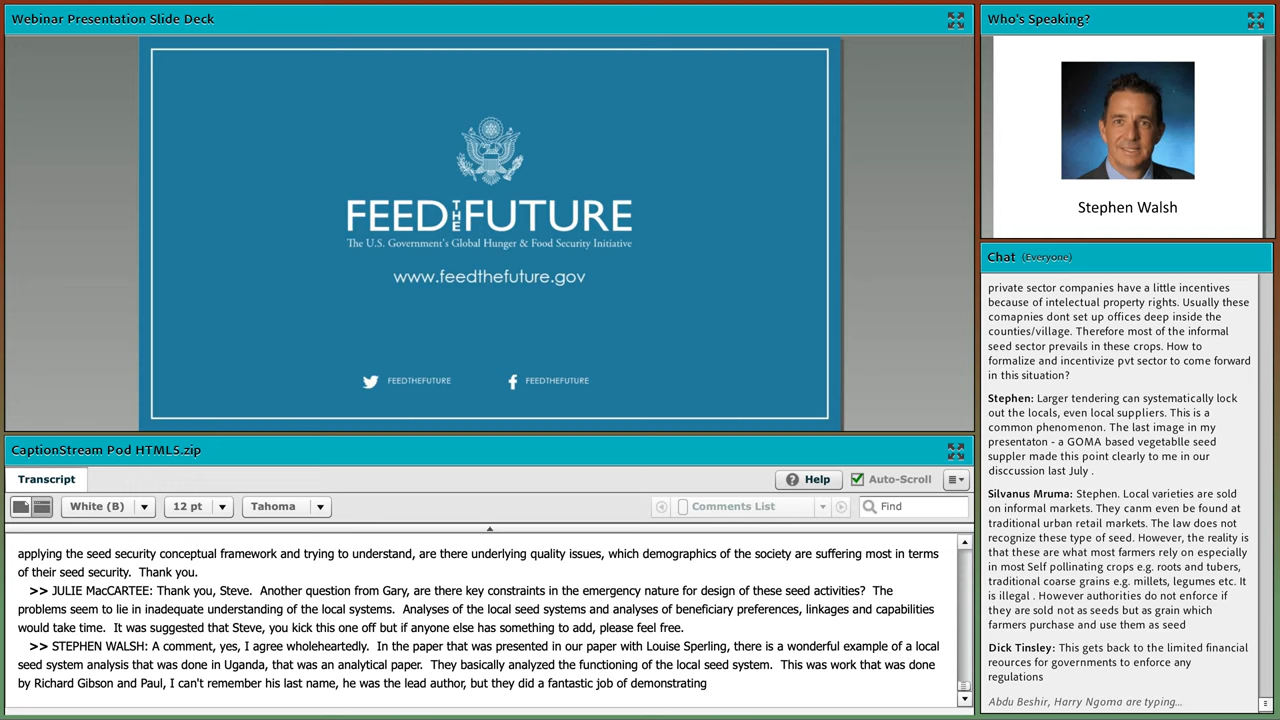 Webinar Presentation Slide Deck
FEED THE FUTURE
The U.S. Government's Global Hunger & Food Security Initiative
www.feedthefuture.gov
FEEDTHEFUTURE
FEEDTHEFUTURE
CaptionStream Pod HTML5.zip
Transcript
Help
Auto-Scroll
White (B)
12 pt
Tahoma
Comments List
Find
applying the seed security conceptual framework and trying to understand, are there underlying quality issues, which demographics of the society are suffering most in terms
of their seed security. Thank you.
>> JULIE MacCARTEE: Thank you, Steve. Another question from Gary, are there key constraints in the emergency nature for design of these seed activities? The
problems seem to lie in inadequate understanding of the local systems. Analyses of the local seed systems and analyses of beneficiary preferences, linkages and capabilities
would take time. It was suggested that Steve, you kick this one off but if anyone else has something to add, please feel free.
>> STEPHEN WALSH: A comment, yes, I agree wholeheartedly. In the paper that was presented in our paper with Louise Sperling, there is a wonderful example of a local
seed system analysis that was done in Uganda, that was an analytical paper. They basically analyzed the functioning of the local seed system. This was work that was done
by Richard Gibson and Paul, I can't remember his last name, he was the lead author, but they did a fantastic job of demonstrating
Who's Speaking?
Stephen Walsh
Chat (Everyone)
private sector companies have a little incentives
because of intelectual property rights. Usually these
comapnies dont set up offices deep inside the
counties/village. Therefore most of the informal
seed sector prevails in these crops. How to
formalize and incentivize pvt sector to come forward
in this situation?
Stephen: Larger tendering can systematically lock
out the locals, even local suppliers. This is a
common phenomenon. The last image in my
presentaton - a GOMA based vegetablle seed
suppler made this point clearly to me in our
disccussion last July .
Silvanus Mruma: Stephen. Local varieties are sold
on informal markets. They canm even be found at
traditional urban retail markets. The law does not
recognize these type of seed. However, the reality is
that these are what most farmers rely on especially
in most Self pollinating crops e.g. roots and tubers,
traditional coarse grains e.g. millets, legumes etc. It
is illegal . However authorities do not enforce if
they are sold not as seeds but as grain which
farmers purchase and use them as seed
Dick Tinsley: This gets back to the limited financial
reources for governments to enforce any
regulations
Abdu Beshir, Harry Ngoma are typing...